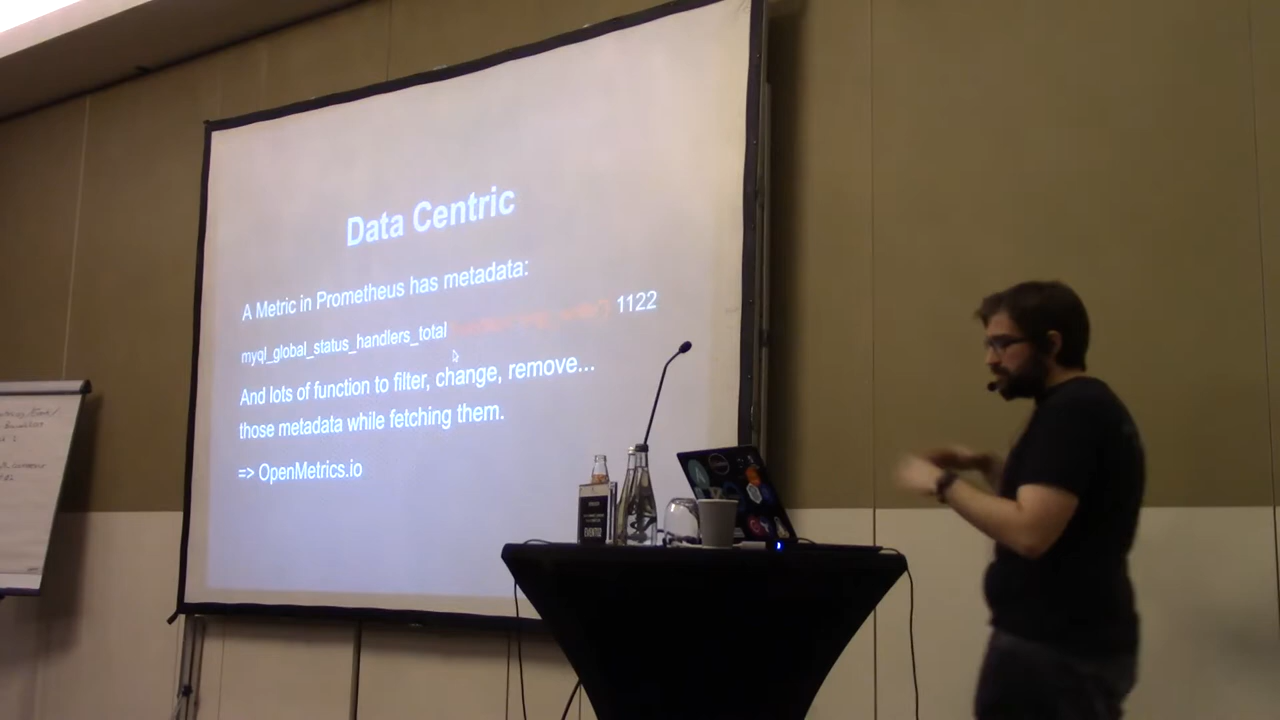 Data Centric
A Metric in Prometheus has metadata:
myql_global_status_handlers_total 1122
And lots of function to filter, change, remove...
those metadata while fetching them.
=> OpenMetrics.io